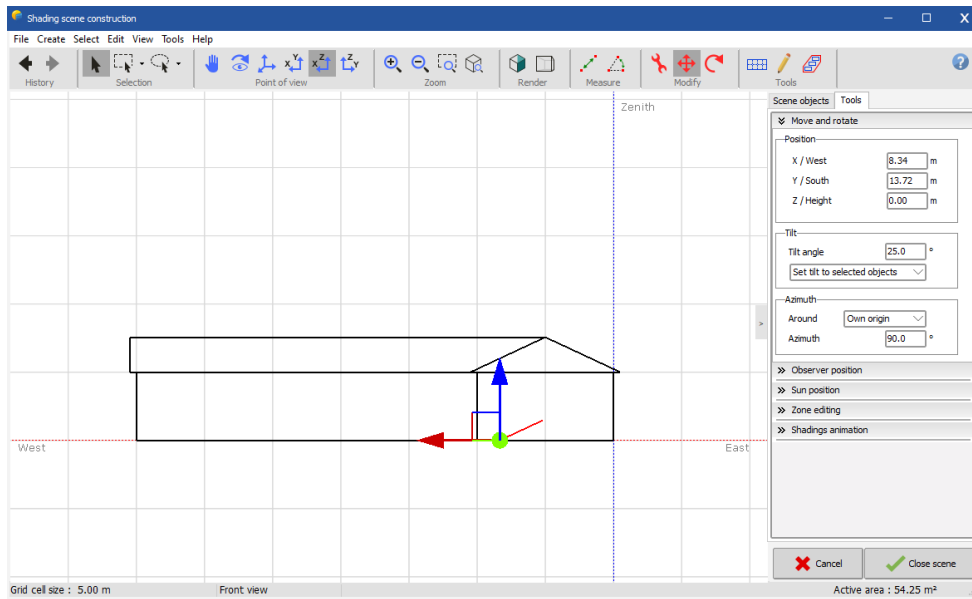 Shading scene construction
File Create Select Edit View Tools Help
X Y
X Z
Z Y
History Selection Point of view Zoom Render Measure Modify Tools
?
Zenith
West
East
Scene objects Tools
Move and rotate
Position
X / West 8.34 m
Y / South 13.72 m
Z / Height 0.00 m
Tilt
Tilt angle 25.0 °
Set tilt to selected objects
Azimuth
Around Own origin
Azimuth 90.0 °
Observer position
Sun position
Zone editing
Shadings animation
Cancel Close scene
Grid cell size : 5.00 m Front view Active area : 54.25 m²